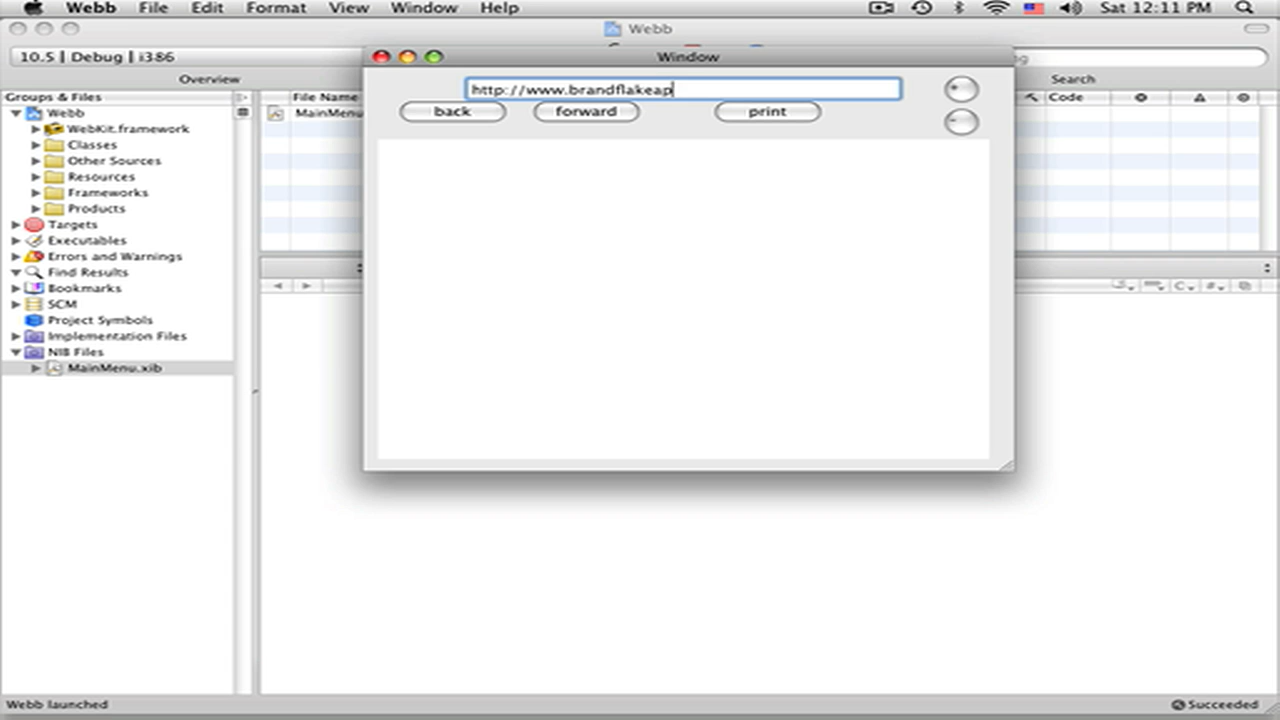 Webb File Edit Format View Window Help Sat 12:11 PM
Webb
10.5 | Debug | i386
Overview Search
Window
http://www.brandflakeap
back forward print
Groups & Files File Name Code
Webb MainMenu
WebKit.framework
Classes
Other Sources
Resources
Frameworks
Products
Targets
Executables
Errors and Warnings
Find Results
Bookmarks
SCM
Project Symbols
Implementation Files
NIB Files
MainMenu.xib
Webb launched Succeeded